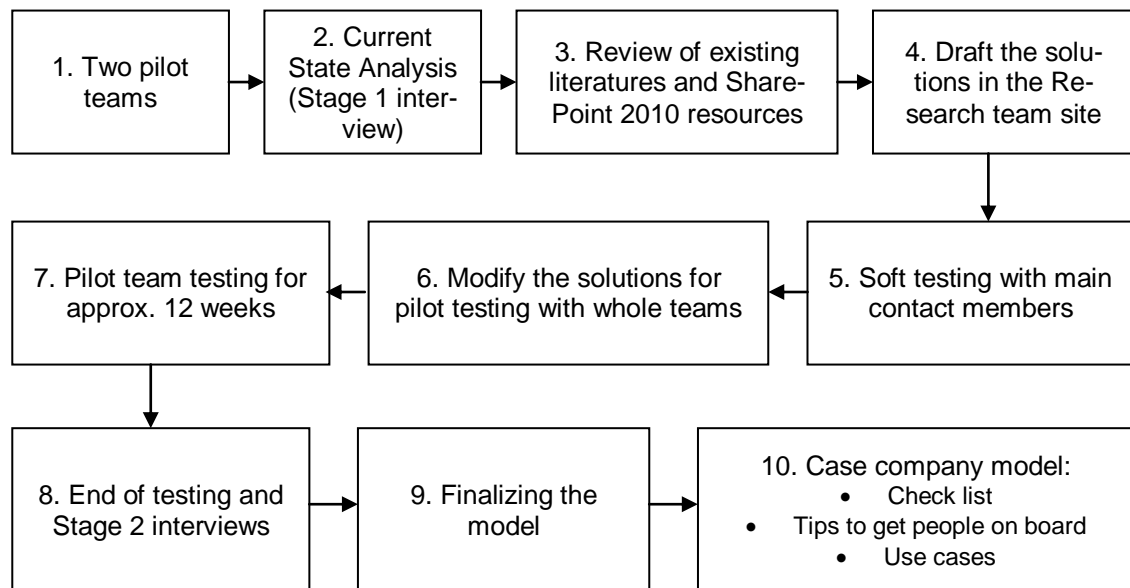 1. Two pilot
teams
2. Current
State Analysis
(Stage 1 inter-
view)
3. Review of existing
literatures and Share-
Point 2010 resources
4. Draft the solu-
tions in the Re-
search team site
5. Soft testing with main
contact members
6. Modify the solutions for
pilot testing with whole teams
7. Pilot team testing for
approx. 12 weeks
8. End of testing and
Stage 2 interviews
9. Finalizing the
model
10. Case company model:
• Check list
• Tips to get people on board
• Use cases